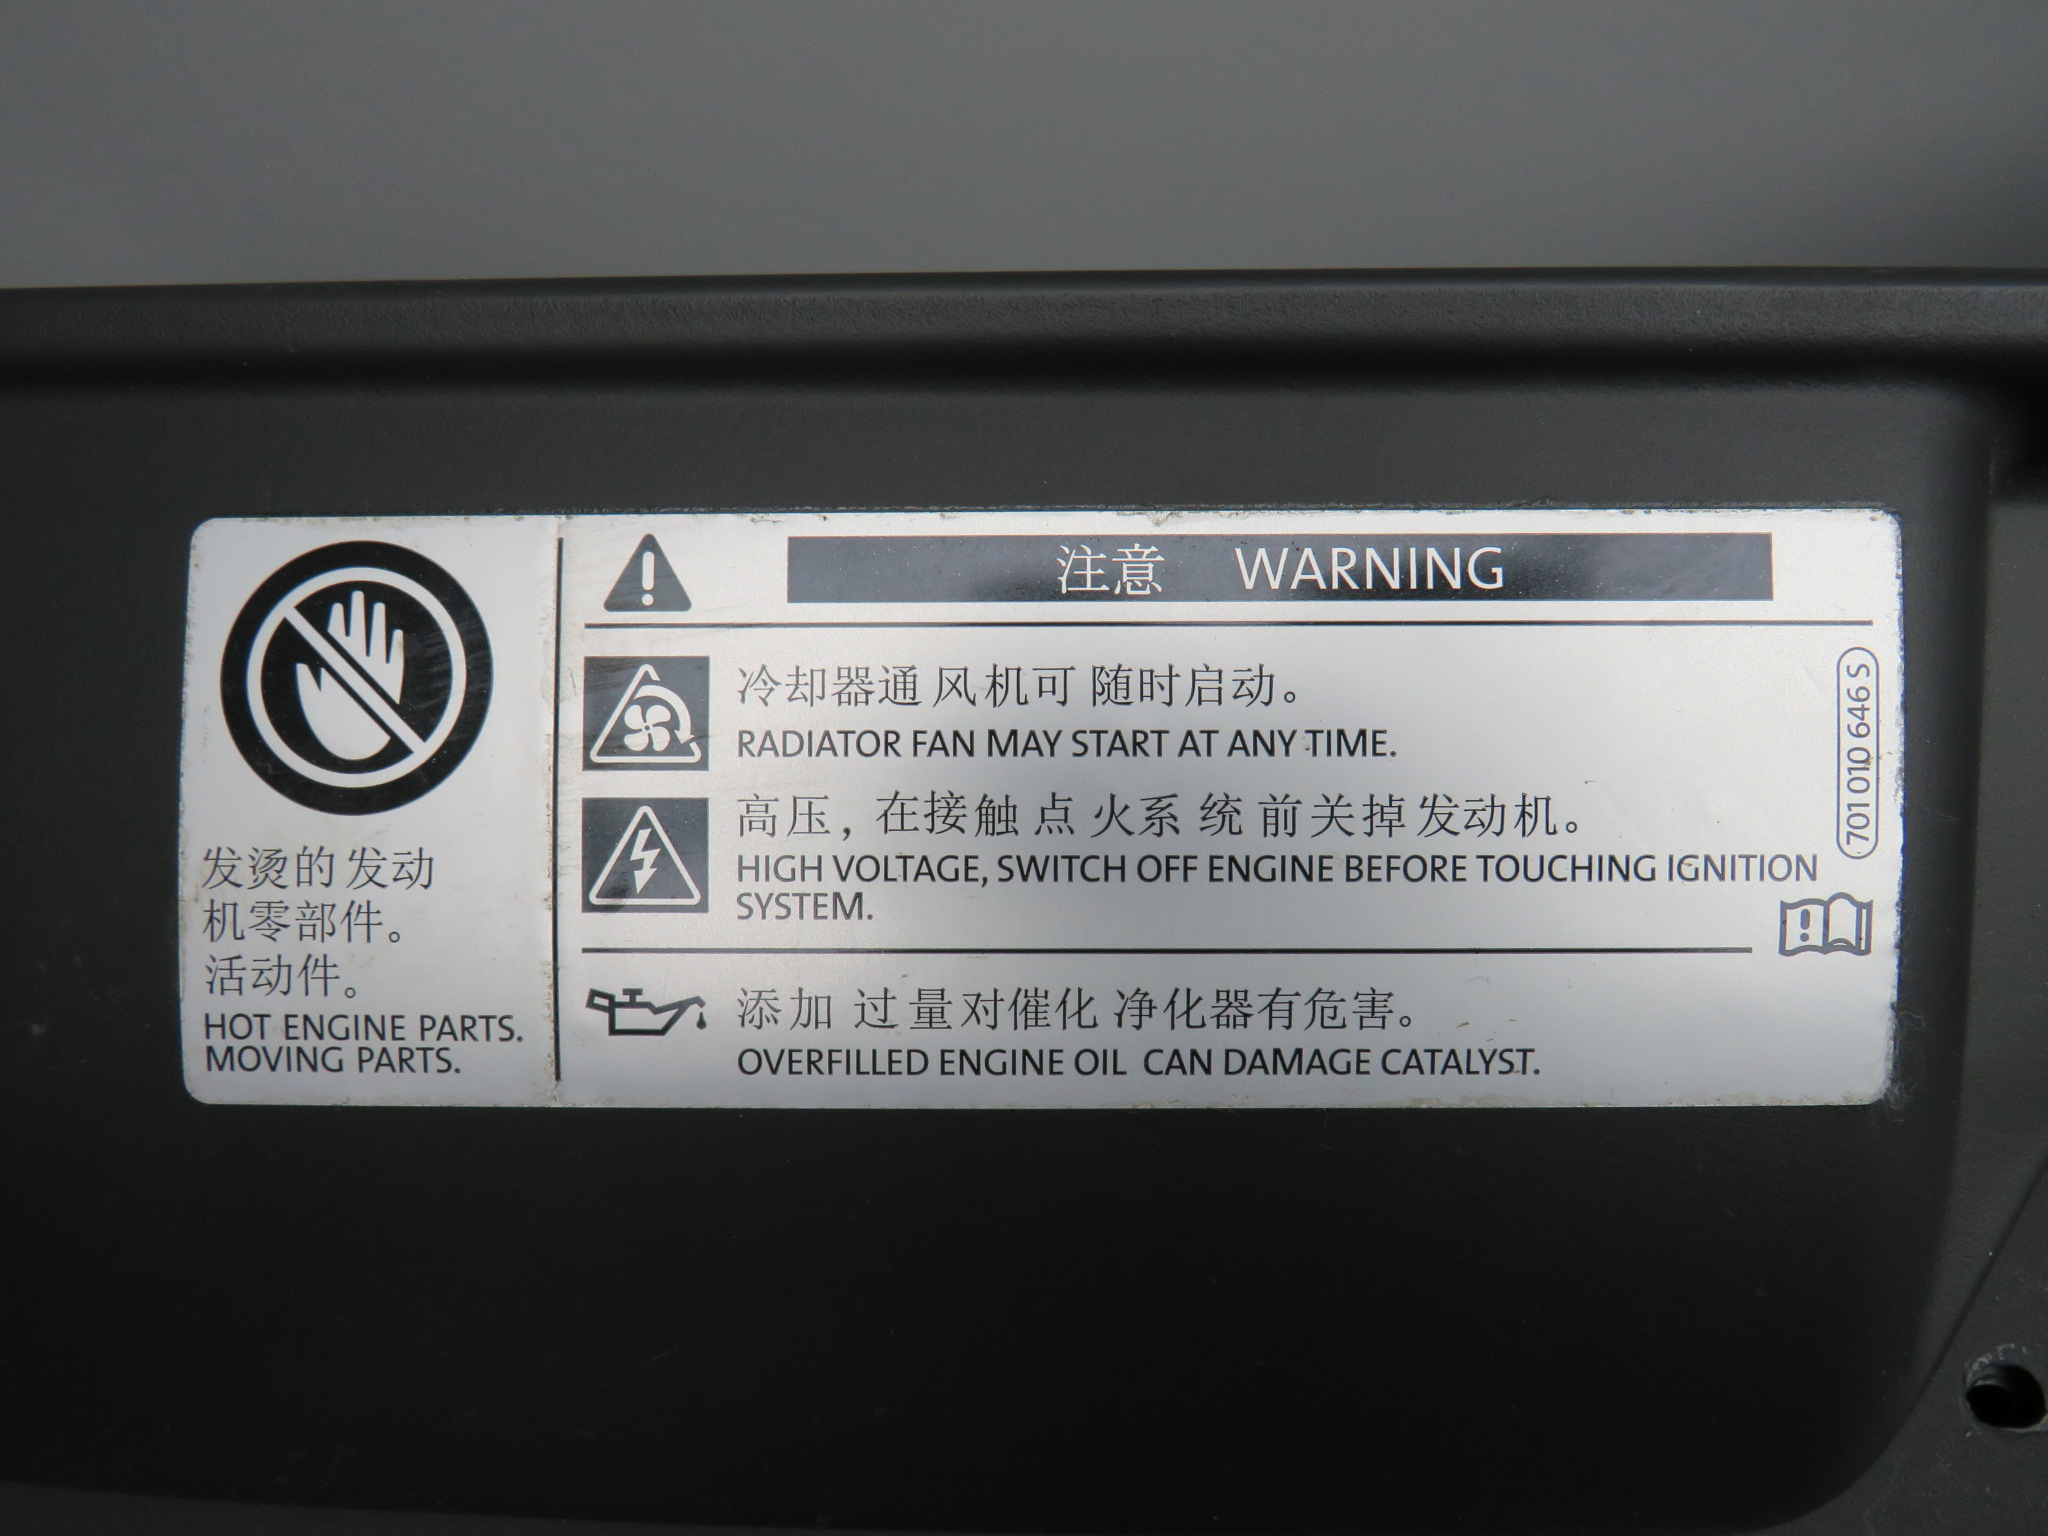 发烫的发动
机零部件。
活动件。
HOT ENGINE PARTS.
MOVING PARTS.
注意 WARNING
冷却器通风机可随时启动。
RADIATOR FAN MAY START AT ANY TIME.
高压，在接触点火系统前关掉发动机。
HIGH VOLTAGE, SWITCH OFF ENGINE BEFORE TOUCHING IGNITION
SYSTEM.
添加过量对催化净化器有危害。
OVERFILLED ENGINE OIL CAN DAMAGE CATALYST.
701 010 646 S